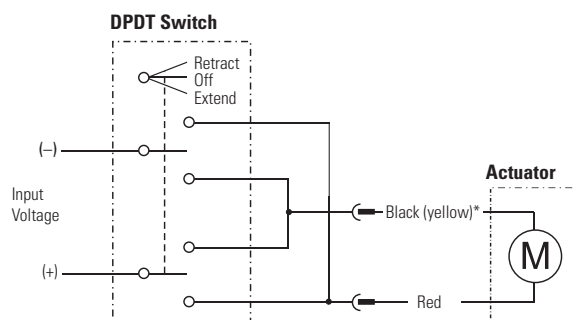 DPDT Switch
Retract
Off
Extend
(–)
Input
Voltage
(+)
Actuator
Black (yellow)*
M
Red